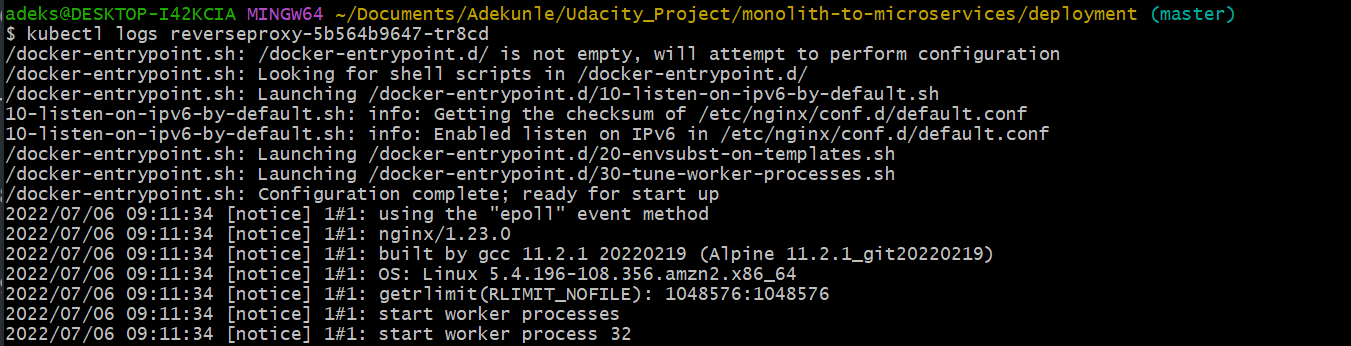 adeks@DESKTOP-I42KCIA MINGW64 ~/Documents/Adekunle/Udacity_Project/monolith-to-microservices/deployment (master)
$ kubectl logs reverseproxy-5b564b9647-tr8cd
/docker-entrypoint.sh: /docker-entrypoint.d/ is not empty, will attempt to perform configuration
/docker-entrypoint.sh: Looking for shell scripts in /docker-entrypoint.d/
/docker-entrypoint.sh: Launching /docker-entrypoint.d/10-listen-on-ipv6-by-default.sh
10-listen-on-ipv6-by-default.sh: info: Getting the checksum of /etc/nginx/conf.d/default.conf
10-listen-on-ipv6-by-default.sh: info: Enabled listen on IPv6 in /etc/nginx/conf.d/default.conf
/docker-entrypoint.sh: Launching /docker-entrypoint.d/20-envsubst-on-templates.sh
/docker-entrypoint.sh: Launching /docker-entrypoint.d/30-tune-worker-processes.sh
/docker-entrypoint.sh: Configuration complete; ready for start up
2022/07/06 09:11:34 [notice] 1#1: using the "epoll" event method
2022/07/06 09:11:34 [notice] 1#1: nginx/1.23.0
2022/07/06 09:11:34 [notice] 1#1: built by gcc 11.2.1 20220219 (Alpine 11.2.1_git20220219)
2022/07/06 09:11:34 [notice] 1#1: OS: Linux 5.4.196-108.356.amzn2.x86_64
2022/07/06 09:11:34 [notice] 1#1: getrlimit(RLIMIT_NOFILE): 1048576:1048576
2022/07/06 09:11:34 [notice] 1#1: start worker processes
2022/07/06 09:11:34 [notice] 1#1: start worker process 32